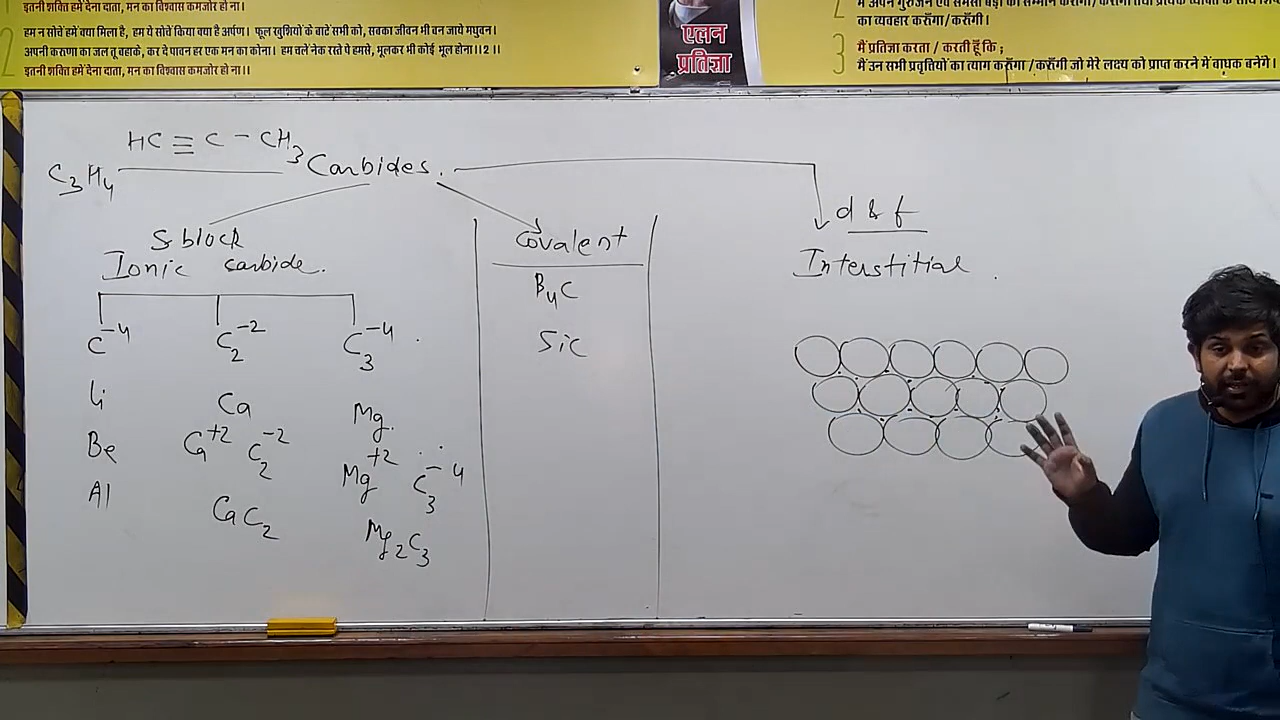 इतनी शक्ति हमें देना दाता, मन का विश्वास कमजोर हो ना।
हम न सोचें हमें क्या मिला है, हम ये सोचें किया क्या है अर्पण। फूल खुशियों के बाटे सभी को, सबका जीवन भी बन जाये मधुवन।
2 अपनी करुणा का जल तू बहाके, कर दे पावन हर एक मन का कोना। हम चलें नेक रस्ते पे हमसे, भूलकर भी कोई भूल होना।।2।।
इतनी शक्ति हमें देना दाता, मन का विश्वास कमजोर हो ना।।
एलन
प्रतिज्ञा
का व्यवहार करूँगा/करूँगी।
3 मैं प्रतिज्ञा करता / करती हूँ कि ;
मैं उन सभी प्रवृत्तियों का त्याग करूँगा /करूँगी जो मेरे लक्ष्य को प्राप्त करने में बाधक बनेंगे।
HC ≡ C - CH3
C3H4
Carbides.
S block
Ionic carbide.
C^-4 C2^-2 C3^-4
Li Ca Mg
Be Ca^+2 C2^-2 Mg^+2 C3^-4
Al CaC2 Mg2C3
Covalent
B4C
SiC
d & f
Interstitial